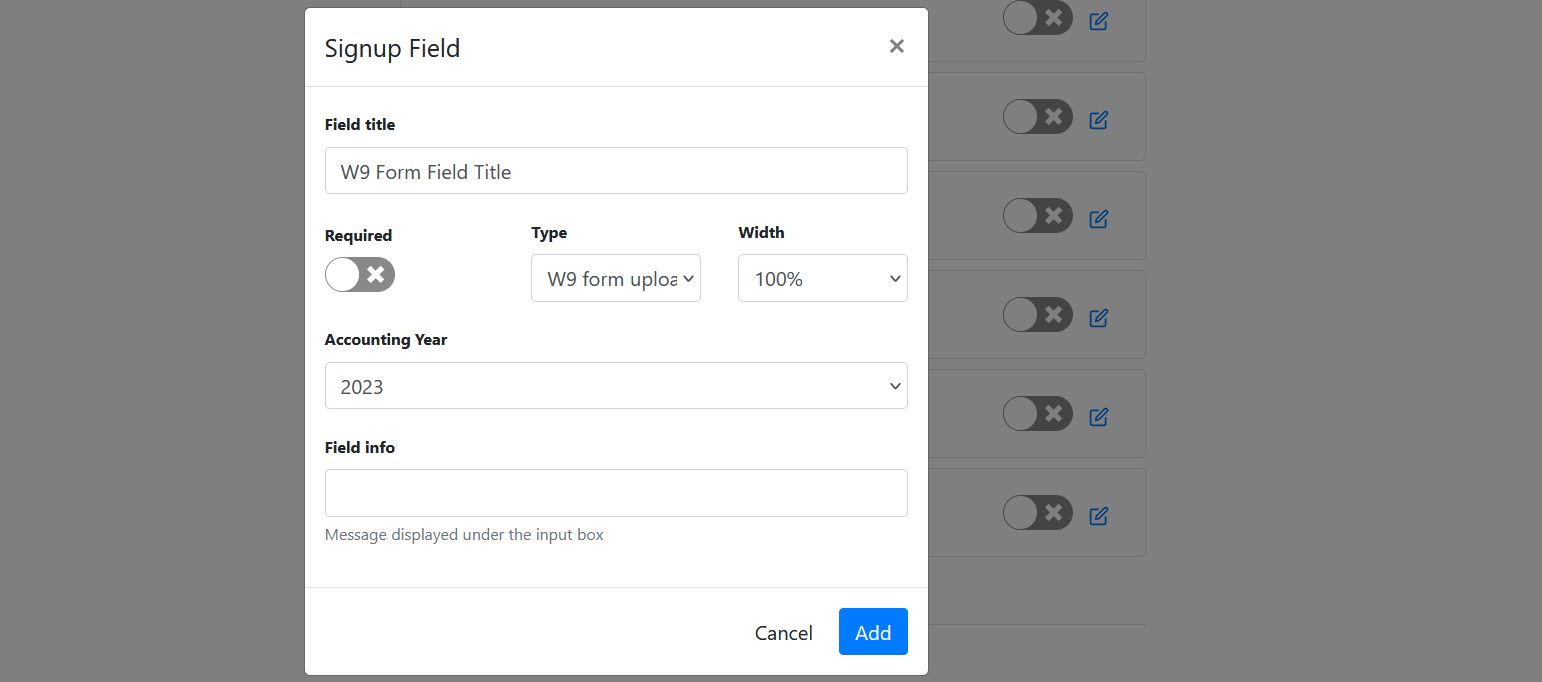 Signup Field
Field title
W9 Form Field Title
Required
Type
Width
W9 form uploa
100%
Accounting Year
2023
Field info
Message displayed under the input box
Cancel
Add